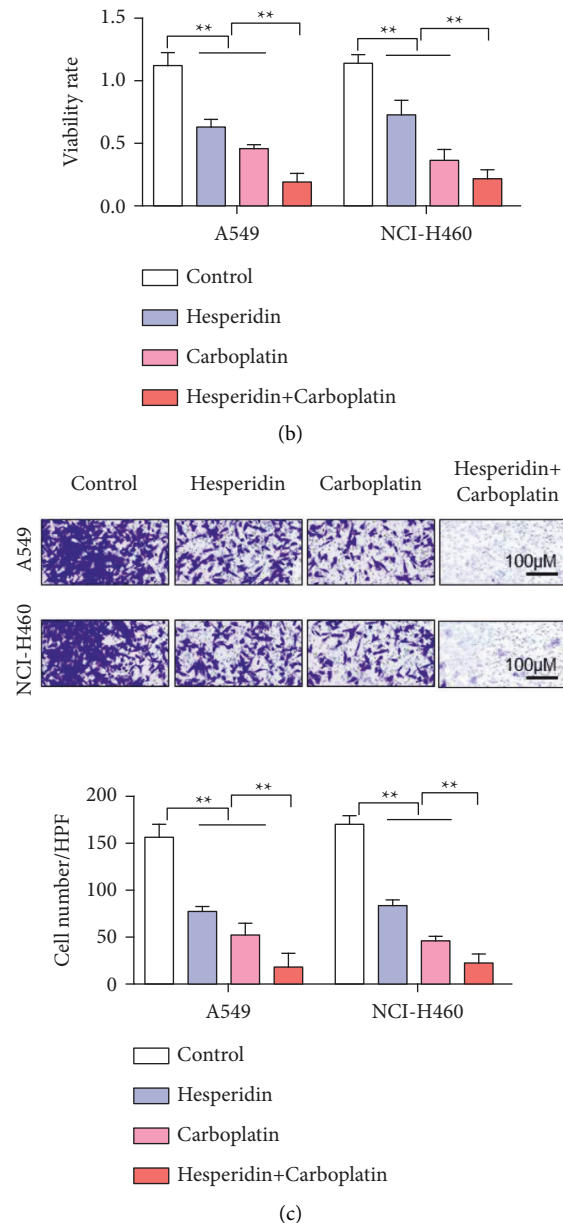 1.5
1.0
0.5
0.0
Viability rate
** ** ** **
A549 NCI-H460
Control
Hesperidin
Carboplatin
Hesperidin+Carboplatin
(b)
Control Hesperidin Carboplatin Hesperidin+
Carboplatin
A549
100μM
NCI-H460
100μM
200
150
100
50
0
Cell number/HPF
** ** ** **
A549 NCI-H460
Control
Hesperidin
Carboplatin
Hesperidin+Carboplatin
(c)